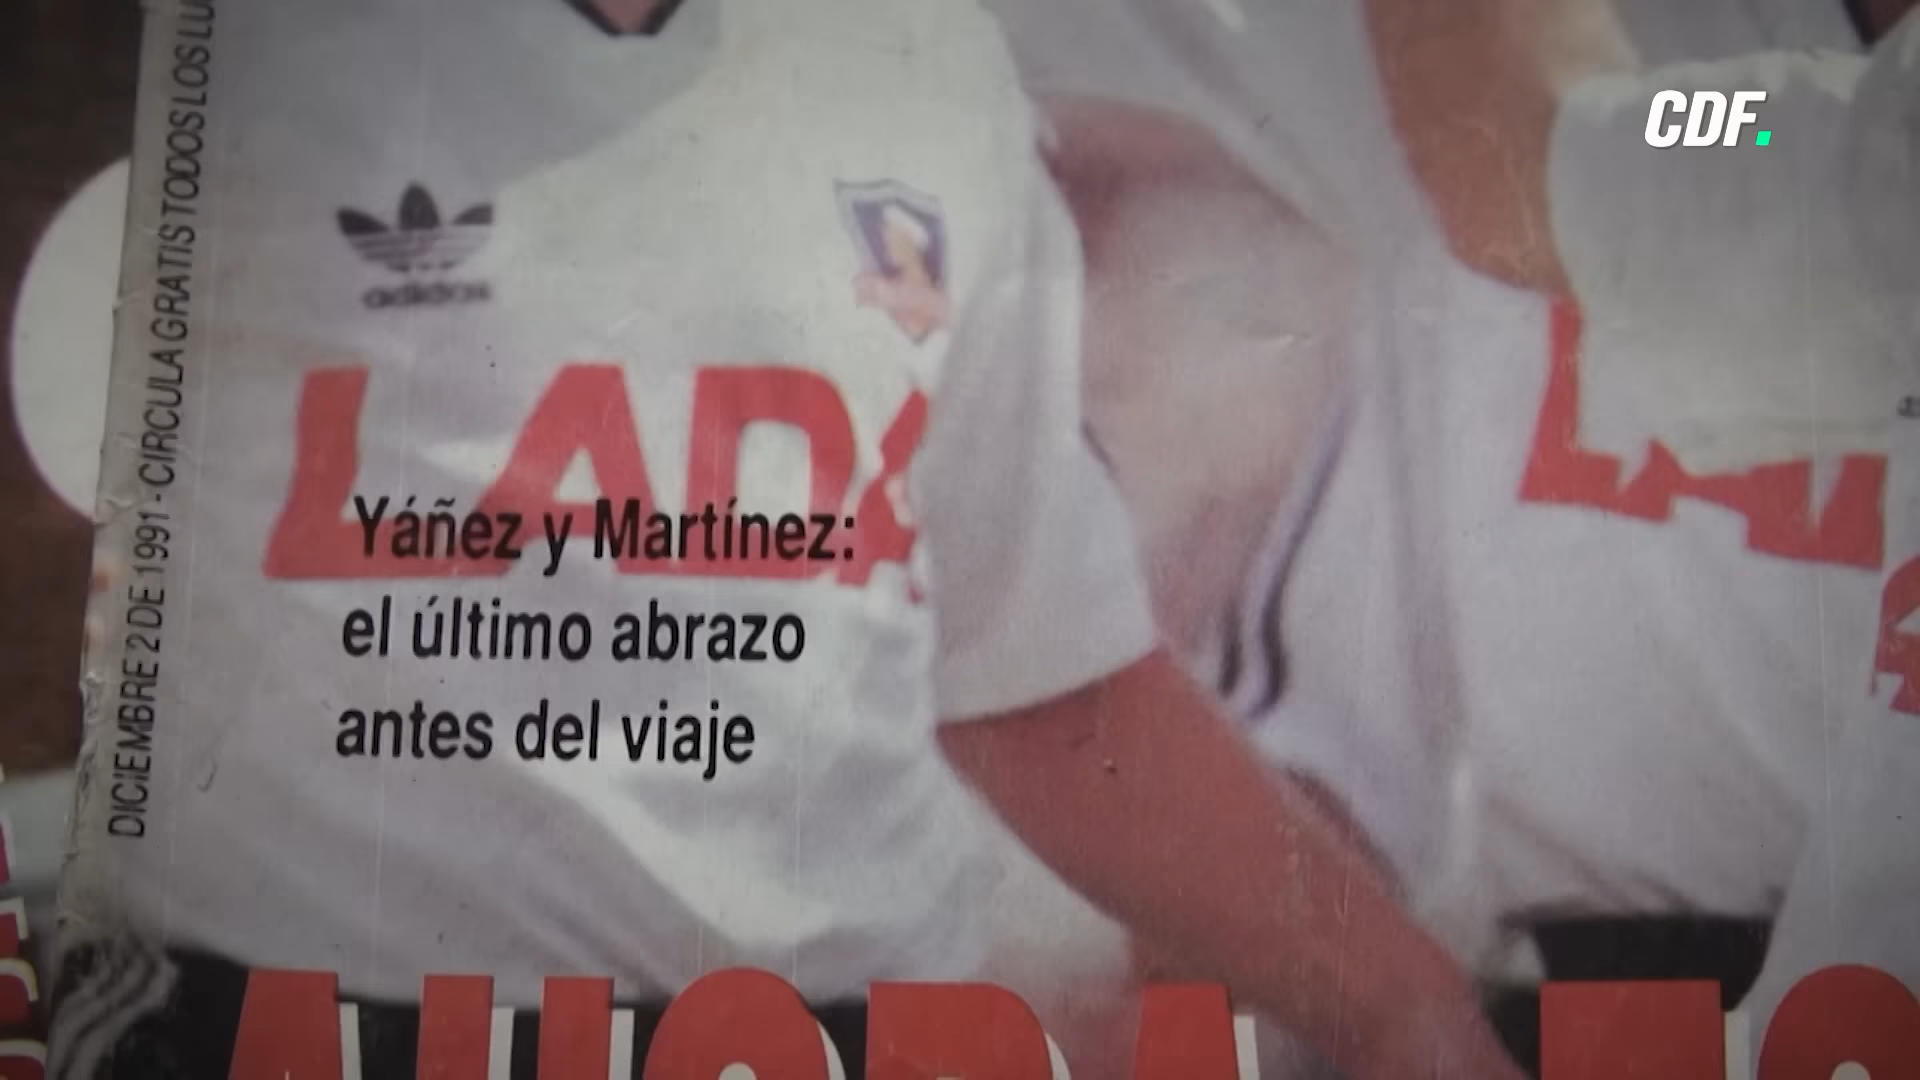 CDF.
DICIEMBRE 2 DE 1991 - CIRCULA GRATIS TODOS LOS LU
adidas
LADA
Yáñez y Martínez:
el último abrazo
antes del viaje
AHORA